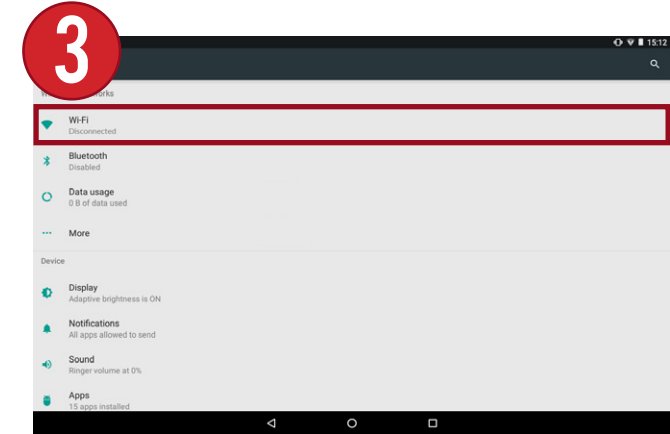 3
15:12
Wi-Fi
Disconnected
Bluetooth
Disabled
Data usage
0 B of data used
More
Device
Display
Adaptive brightness is ON
Notifications
All apps allowed to send
Sound
Ringer volume at 0%
Apps
15 apps installed